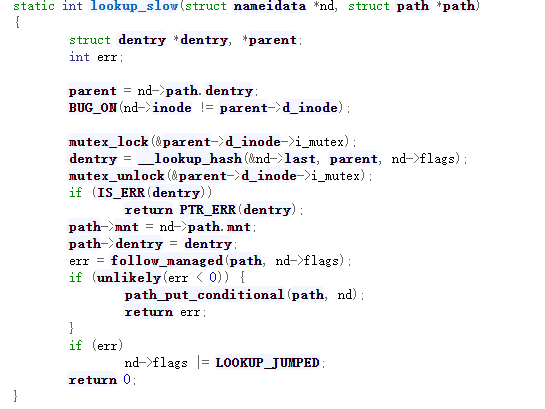 static int lookup_slow(struct nameidata *nd, struct path *path)
{
        struct dentry *dentry, *parent;
        int err;

        parent = nd->path.dentry;
        BUG_ON(nd->inode != parent->d_inode);

        mutex_lock(&parent->d_inode->i_mutex);
        dentry = __lookup_hash(&nd->last, parent, nd->flags);
        mutex_unlock(&parent->d_inode->i_mutex);
        if (IS_ERR(dentry))
                return PTR_ERR(dentry);
        path->mnt = nd->path.mnt;
        path->dentry = dentry;
        err = follow_managed(path, nd->flags);
        if (unlikely(err < 0)) {
                path_put_conditional(path, nd);
                return err;
        }
        if (err)
                nd->flags |= LOOKUP_JUMPED;
        return 0;
}